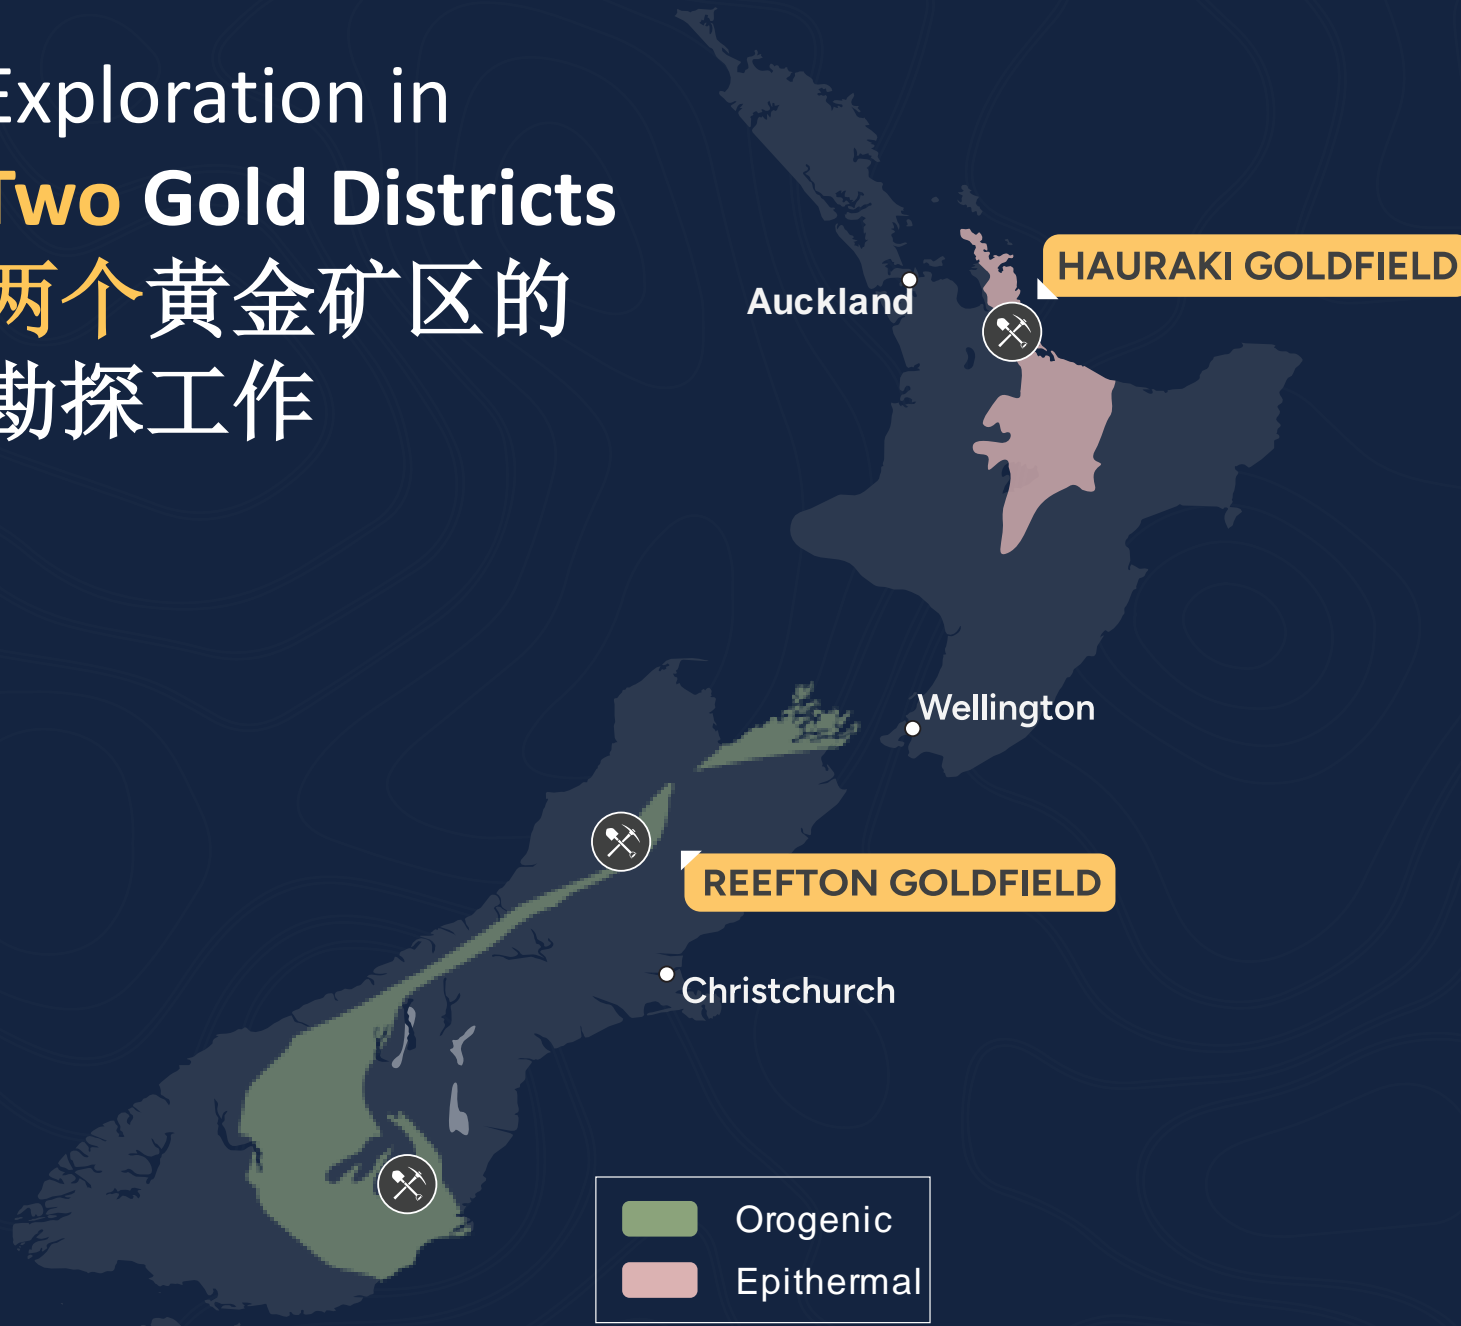 Exploration in
Two Gold Districts
两个黄金矿区的
勘探工作
HAURAKI GOLDFIELD
Auckland
Wellington
REEFTON GOLDFIELD
Christchurch
Orogenic
Epithermal